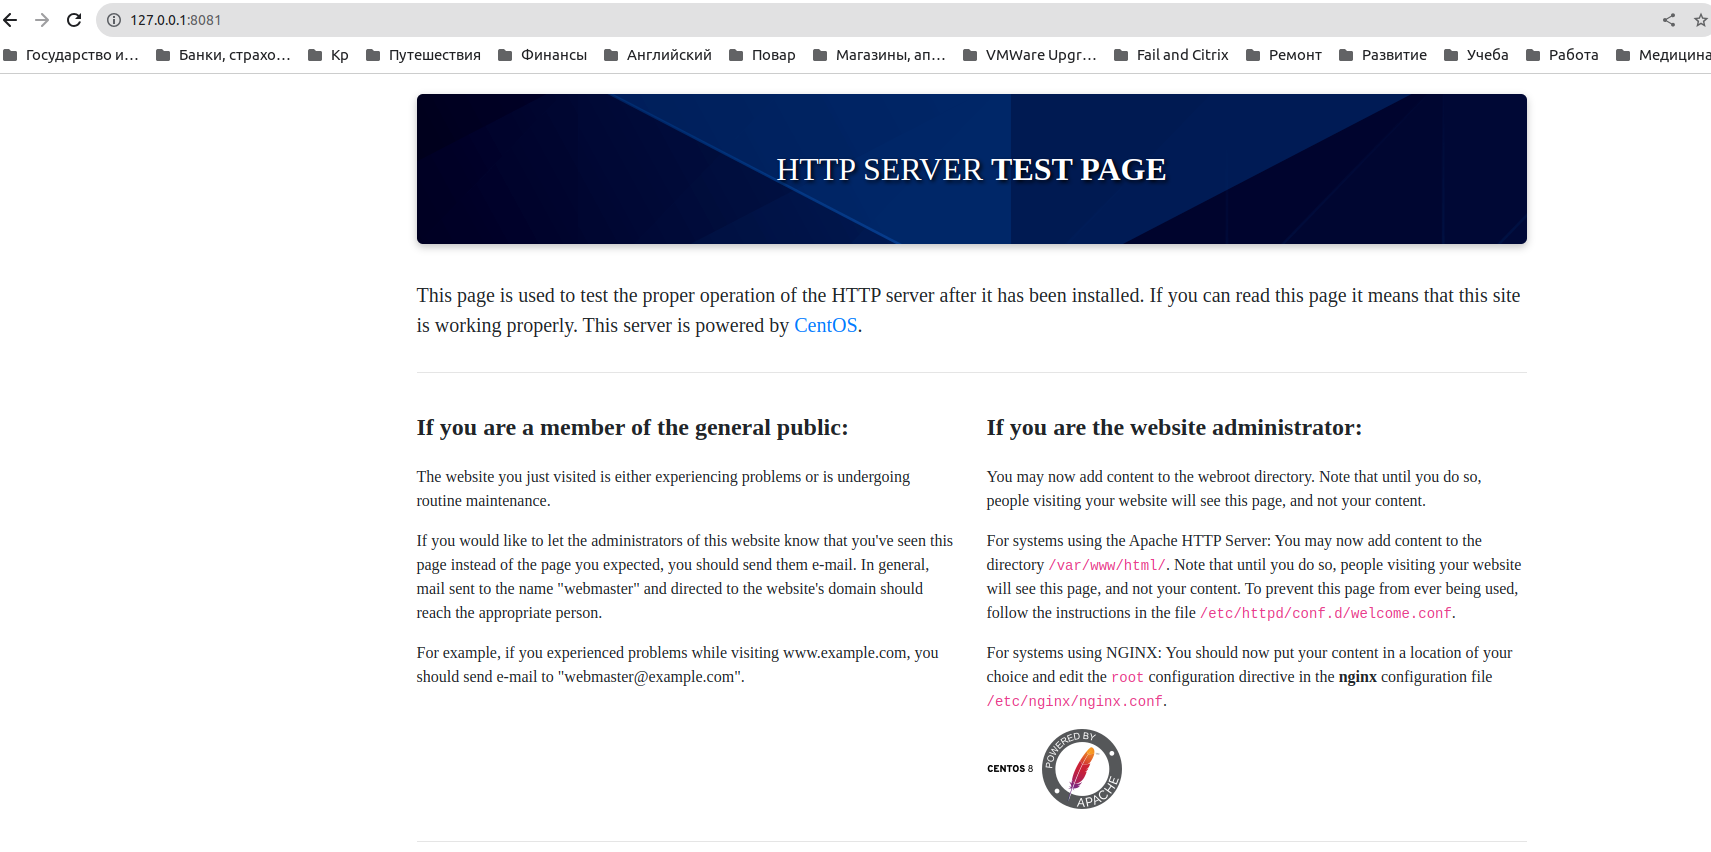 127.0.0.1:8081
Государство и... Банки, страхо... Кр Путешествия Финансы Английский Повар Магазины, ап... VMWare Upgr... Fail and Citrix Ремонт Развитие Учеба Работа Медицина
HTTP SERVER TEST PAGE
This page is used to test the proper operation of the HTTP server after it has been installed. If you can read this page it means that this site
is working properly. This server is powered by CentOS.
If you are a member of the general public:
The website you just visited is either experiencing problems or is undergoing
routine maintenance.
If you would like to let the administrators of this website know that you've seen this
page instead of the page you expected, you should send them e-mail. In general,
mail sent to the name "webmaster" and directed to the website's domain should
reach the appropriate person.
For example, if you experienced problems while visiting www.example.com, you
should send e-mail to "webmaster@example.com".
If you are the website administrator:
You may now add content to the webroot directory. Note that until you do so,
people visiting your website will see this page, and not your content.
For systems using the Apache HTTP Server: You may now add content to the
directory /var/www/html/. Note that until you do so, people visiting your website
will see this page, and not your content. To prevent this page from ever being used,
follow the instructions in the file /etc/httpd/conf.d/welcome.conf.
For systems using NGINX: You should now put your content in a location of your
choice and edit the root configuration directive in the nginx configuration file
/etc/nginx/nginx.conf.
CENTOS 8
POWERED BY
APACHE